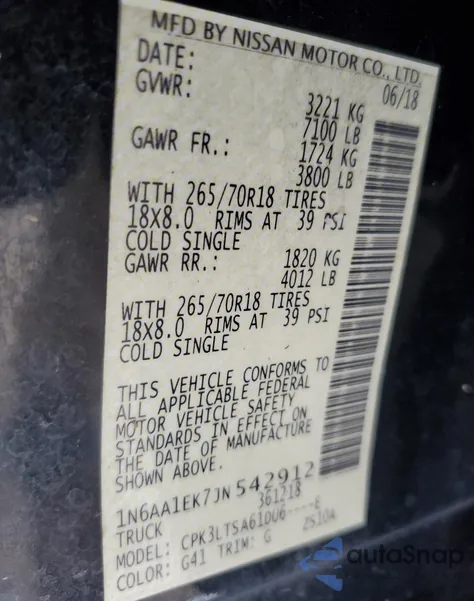 MFD BY NISSAN MOTOR CO., LTD.
DATE: 06/18
GVWR: 3221 KG
7100 LB
GAWR FR.: 1724 KG
3800 LB
WITH 265/70R18 TIRES
18X8.0 RIMS AT 39 PSI
COLD SINGLE
GAWR RR.: 1820 KG
4012 LB
WITH 265/70R18 TIRES
18X8.0 RIMS AT 39 PSI
COLD SINGLE
THIS VEHICLE CONFORMS TO
ALL APPLICABLE FEDERAL
MOTOR VEHICLE SAFETY
STANDARDS IN EFFECT ON
THE DATE OF MANUFACTURE
SHOWN ABOVE.
1N6AA1EK7JN542912
TRUCK 361218
MODEL: CPK3LTSA61DU6----E
COLOR: G41 TRIM: G ZS10A
autoSnap